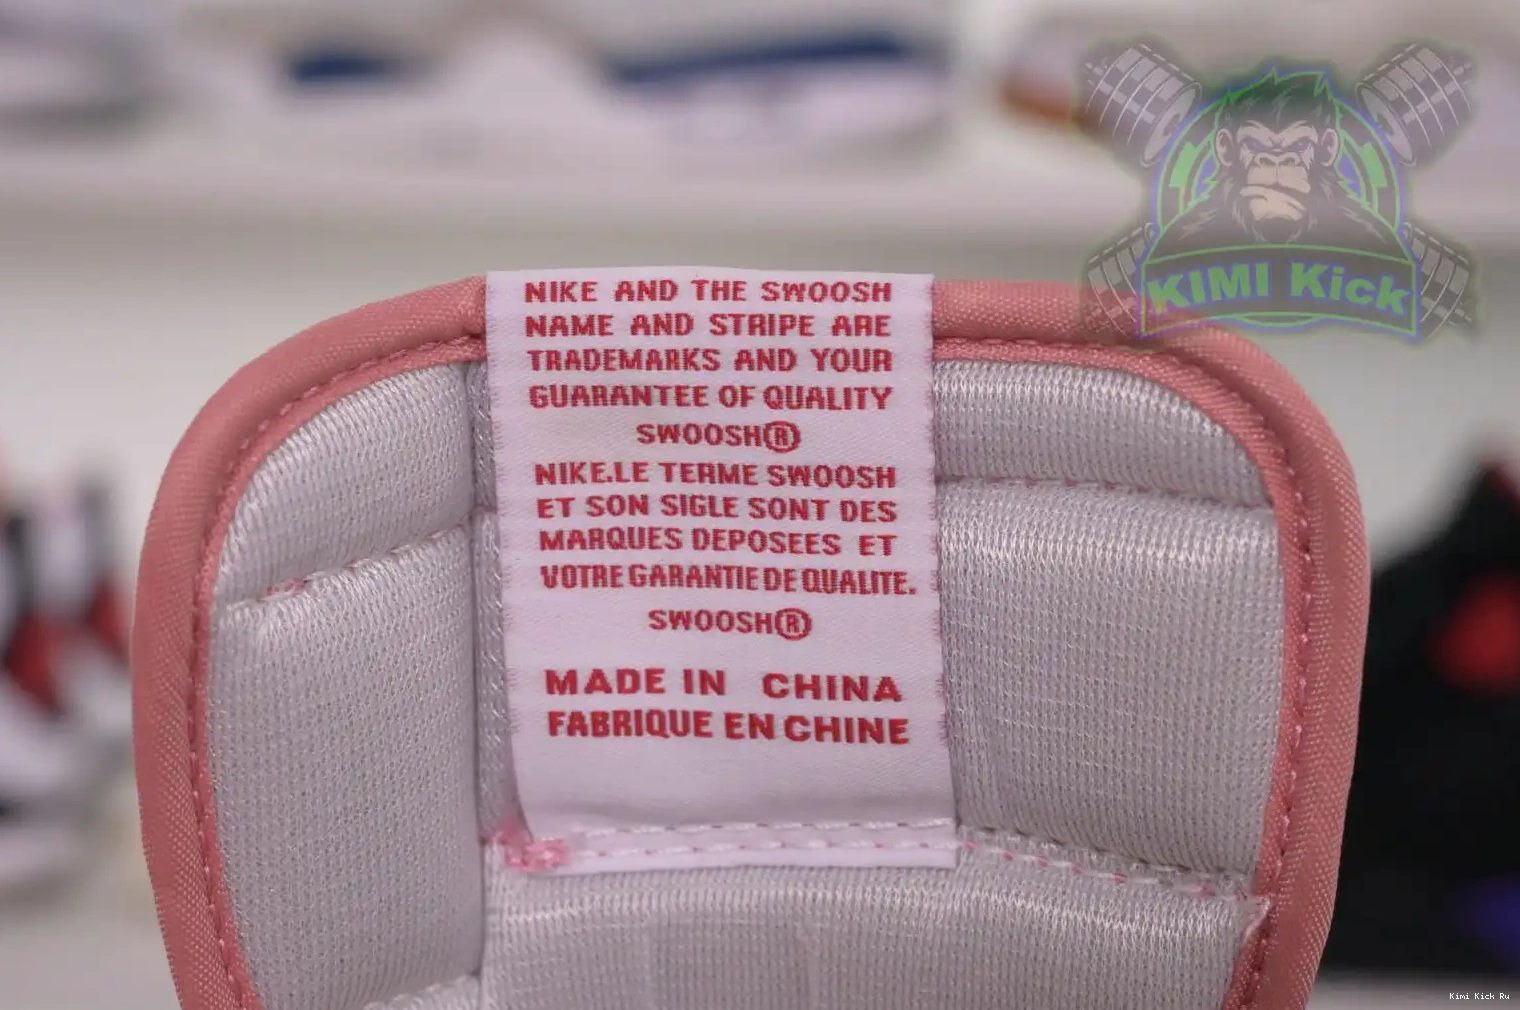 NIKE AND THE SWOOSH
NAME AND STRIPE ARE
TRADEMARKS AND YOUR
GUARANTEE OF QUALITY
SWOOSH®
NIKE.LE TERME SWOOSH
ET SON SIGLE SONT DES
MARQUES DEPOSEES ET
VOTRE GARANTIE DE QUALITE.
SWOOSH®
MADE IN CHINA
FABRIQUE EN CHINE
KIMI Kick
Kimi Kick Ru